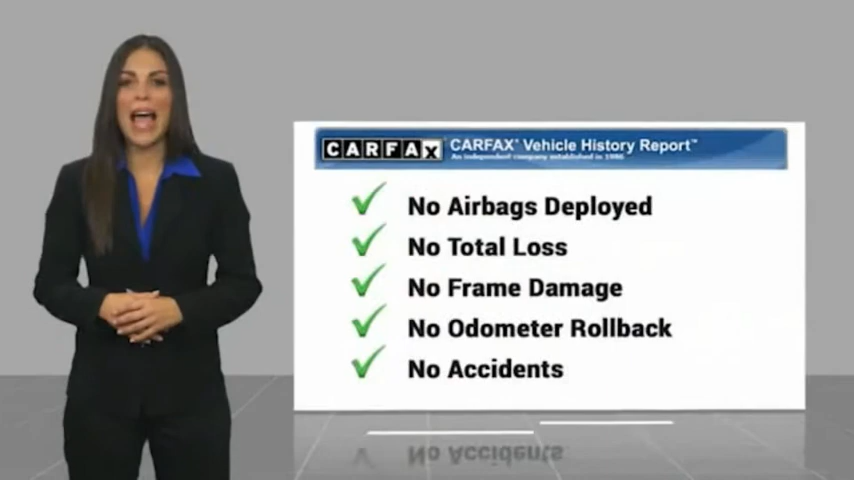 CARFAX CARFAX® Vehicle History Report™
An independent company established in 1986
No Airbags Deployed
No Total Loss
No Frame Damage
No Odometer Rollback
No Accidents
No Accidents